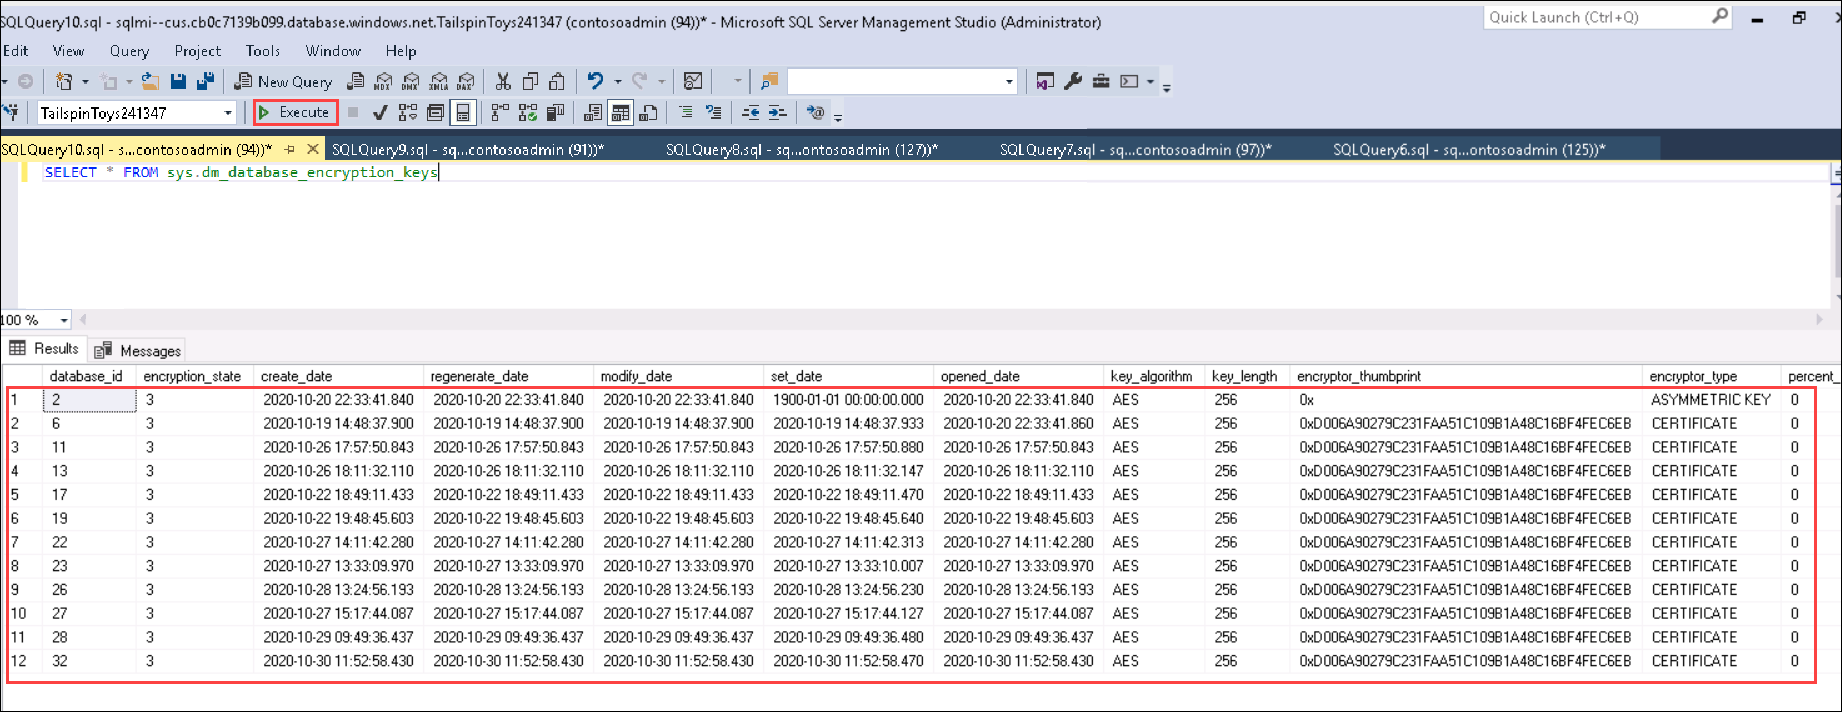 SQLQuery10.sql - sqlmi--cus.cb0c7139b099.database.windows.net.TailspinToys241347 (contosoadmin (94))* - Microsoft SQL Server Management Studio (Administrator)
Quick Launch (Ctrl+Q)
Edit View Query Project Tools Window Help
New Query MDX DMX XMLA DAX
TailspinToys241347 Execute
SQLQuery10.sql - s...contosoadmin (94))* SQLQuery9.sql - sq...contosoadmin (91))* SQLQuery8.sql - sq...ontosoadmin (127))* SQLQuery7.sql - sq...contosoadmin (97))* SQLQuery6.sql - sq...ontosoadmin (125))*
SELECT * FROM sys.dm_database_encryption_keys
100 %
Results Messages
database_id encryption_state create_date regenerate_date modify_date set_date opened_date key_algorithm key_length encryptor_thumbprint encryptor_type percent_
1 2 3 2020-10-20 22:33:41.840 2020-10-20 22:33:41.840 2020-10-20 22:33:41.840 1900-01-01 00:00:00.000 2020-10-20 22:33:41.840 AES 256 0x ASYMMETRIC KEY 0
2 6 3 2020-10-19 14:48:37.900 2020-10-19 14:48:37.900 2020-10-19 14:48:37.900 2020-10-19 14:48:37.933 2020-10-20 22:33:41.860 AES 256 0xD006A90279C231FAA51C109B1A48C16BF4FEC6EB CERTIFICATE 0
3 11 3 2020-10-26 17:57:50.843 2020-10-26 17:57:50.843 2020-10-26 17:57:50.843 2020-10-26 17:57:50.880 2020-10-26 17:57:50.843 AES 256 0xD006A90279C231FAA51C109B1A48C16BF4FEC6EB CERTIFICATE 0
4 13 3 2020-10-26 18:11:32.110 2020-10-26 18:11:32.110 2020-10-26 18:11:32.110 2020-10-26 18:11:32.147 2020-10-26 18:11:32.110 AES 256 0xD006A90279C231FAA51C109B1A48C16BF4FEC6EB CERTIFICATE 0
5 17 3 2020-10-22 18:49:11.433 2020-10-22 18:49:11.433 2020-10-22 18:49:11.433 2020-10-22 18:49:11.470 2020-10-22 18:49:11.433 AES 256 0xD006A90279C231FAA51C109B1A48C16BF4FEC6EB CERTIFICATE 0
6 19 3 2020-10-22 19:48:45.603 2020-10-22 19:48:45.603 2020-10-22 19:48:45.603 2020-10-22 19:48:45.640 2020-10-22 19:48:45.603 AES 256 0xD006A90279C231FAA51C109B1A48C16BF4FEC6EB CERTIFICATE 0
7 22 3 2020-10-27 14:11:42.280 2020-10-27 14:11:42.280 2020-10-27 14:11:42.280 2020-10-27 14:11:42.313 2020-10-27 14:11:42.280 AES 256 0xD006A90279C231FAA51C109B1A48C16BF4FEC6EB CERTIFICATE 0
8 23 3 2020-10-27 13:33:09.970 2020-10-27 13:33:09.970 2020-10-27 13:33:09.970 2020-10-27 13:33:10.007 2020-10-27 13:33:09.970 AES 256 0xD006A90279C231FAA51C109B1A48C16BF4FEC6EB CERTIFICATE 0
9 26 3 2020-10-28 13:24:56.193 2020-10-28 13:24:56.193 2020-10-28 13:24:56.193 2020-10-28 13:24:56.230 2020-10-28 13:24:56.193 AES 256 0xD006A90279C231FAA51C109B1A48C16BF4FEC6EB CERTIFICATE 0
10 27 3 2020-10-27 15:17:44.087 2020-10-27 15:17:44.087 2020-10-27 15:17:44.087 2020-10-27 15:17:44.127 2020-10-27 15:17:44.087 AES 256 0xD006A90279C231FAA51C109B1A48C16BF4FEC6EB CERTIFICATE 0
11 28 3 2020-10-29 09:49:36.437 2020-10-29 09:49:36.437 2020-10-29 09:49:36.437 2020-10-29 09:49:36.480 2020-10-29 09:49:36.437 AES 256 0xD006A90279C231FAA51C109B1A48C16BF4FEC6EB CERTIFICATE 0
12 32 3 2020-10-30 11:52:58.430 2020-10-30 11:52:58.430 2020-10-30 11:52:58.430 2020-10-30 11:52:58.470 2020-10-30 11:52:58.430 AES 256 0xD006A90279C231FAA51C109B1A48C16BF4FEC6EB CERTIFICATE 0